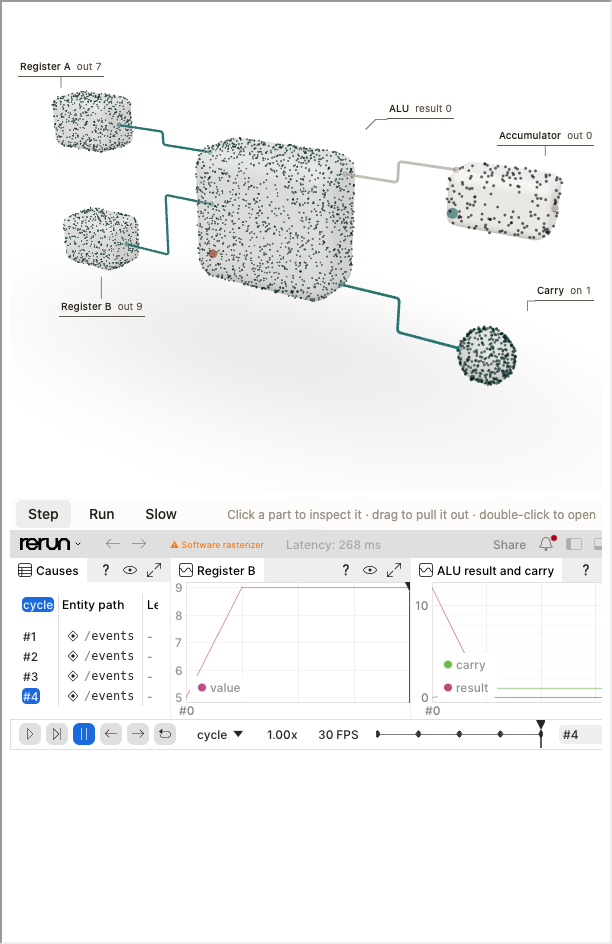 Register A out 7
ALU result 0
Accumulator out 0
Carry on 1
Register B out 9
Step Run Slow Click a part to inspect it · drag to pull it out · double-click to open
rerun Software rasterizer Latency: 268 ms Share
Causes ? Register B ? ALU result and carry ?
cycle Entity path
#1 /events -
#2 /events -
#3 /events -
#4 /events -
9
8
7
6
5
value
#0
10
0
carry
result
#0
cycle 1.00x 30 FPS #4